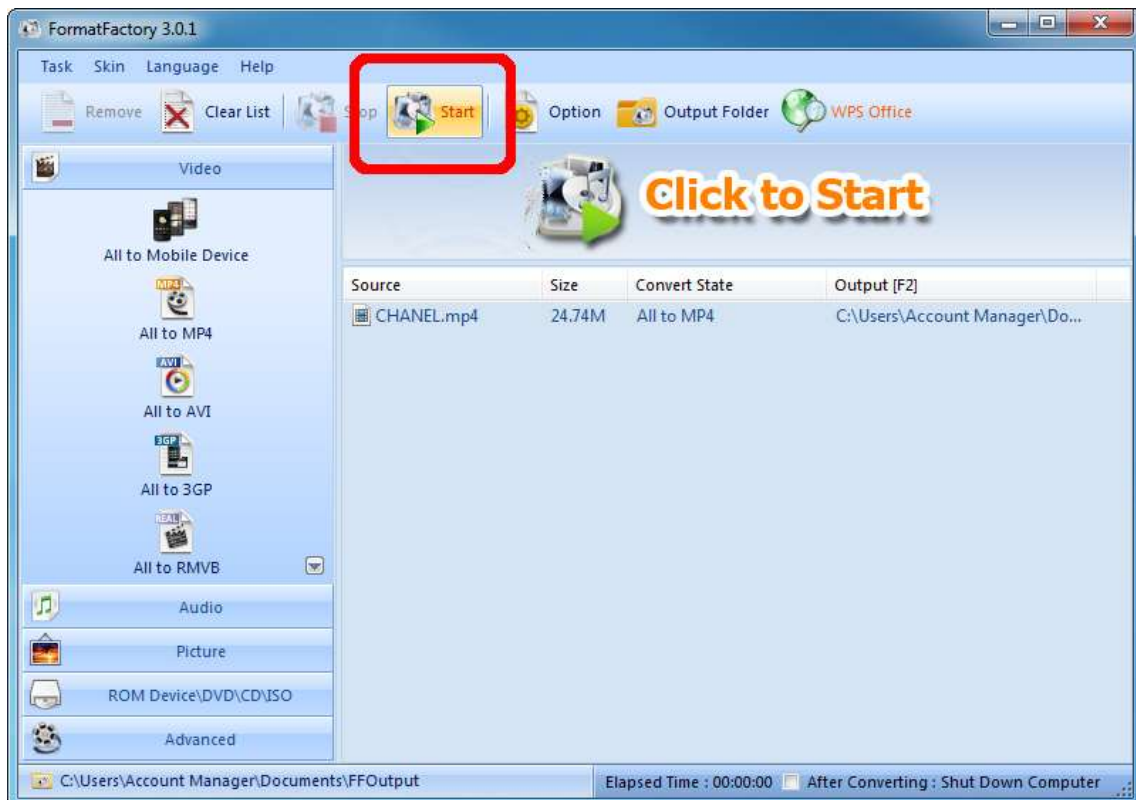 FormatFactory 3.0.1
Task Skin Language Help
Remove Clear List Stop Start Option Output Folder WPS Office
Video
Click to Start
All to Mobile Device
MP4
All to MP4
AVI
All to AVI
3GP
All to 3GP
REAL
All to RMVB
Source Size Convert State Output [F2]
CHANEL.mp4 24.74M All to MP4 C:\Users\Account Manager\Do...
Audio
Picture
ROM Device\DVD\CD\ISO
Advanced
C:\Users\Account Manager\Documents\FFOutput Elapsed Time : 00:00:00 After Converting : Shut Down Computer